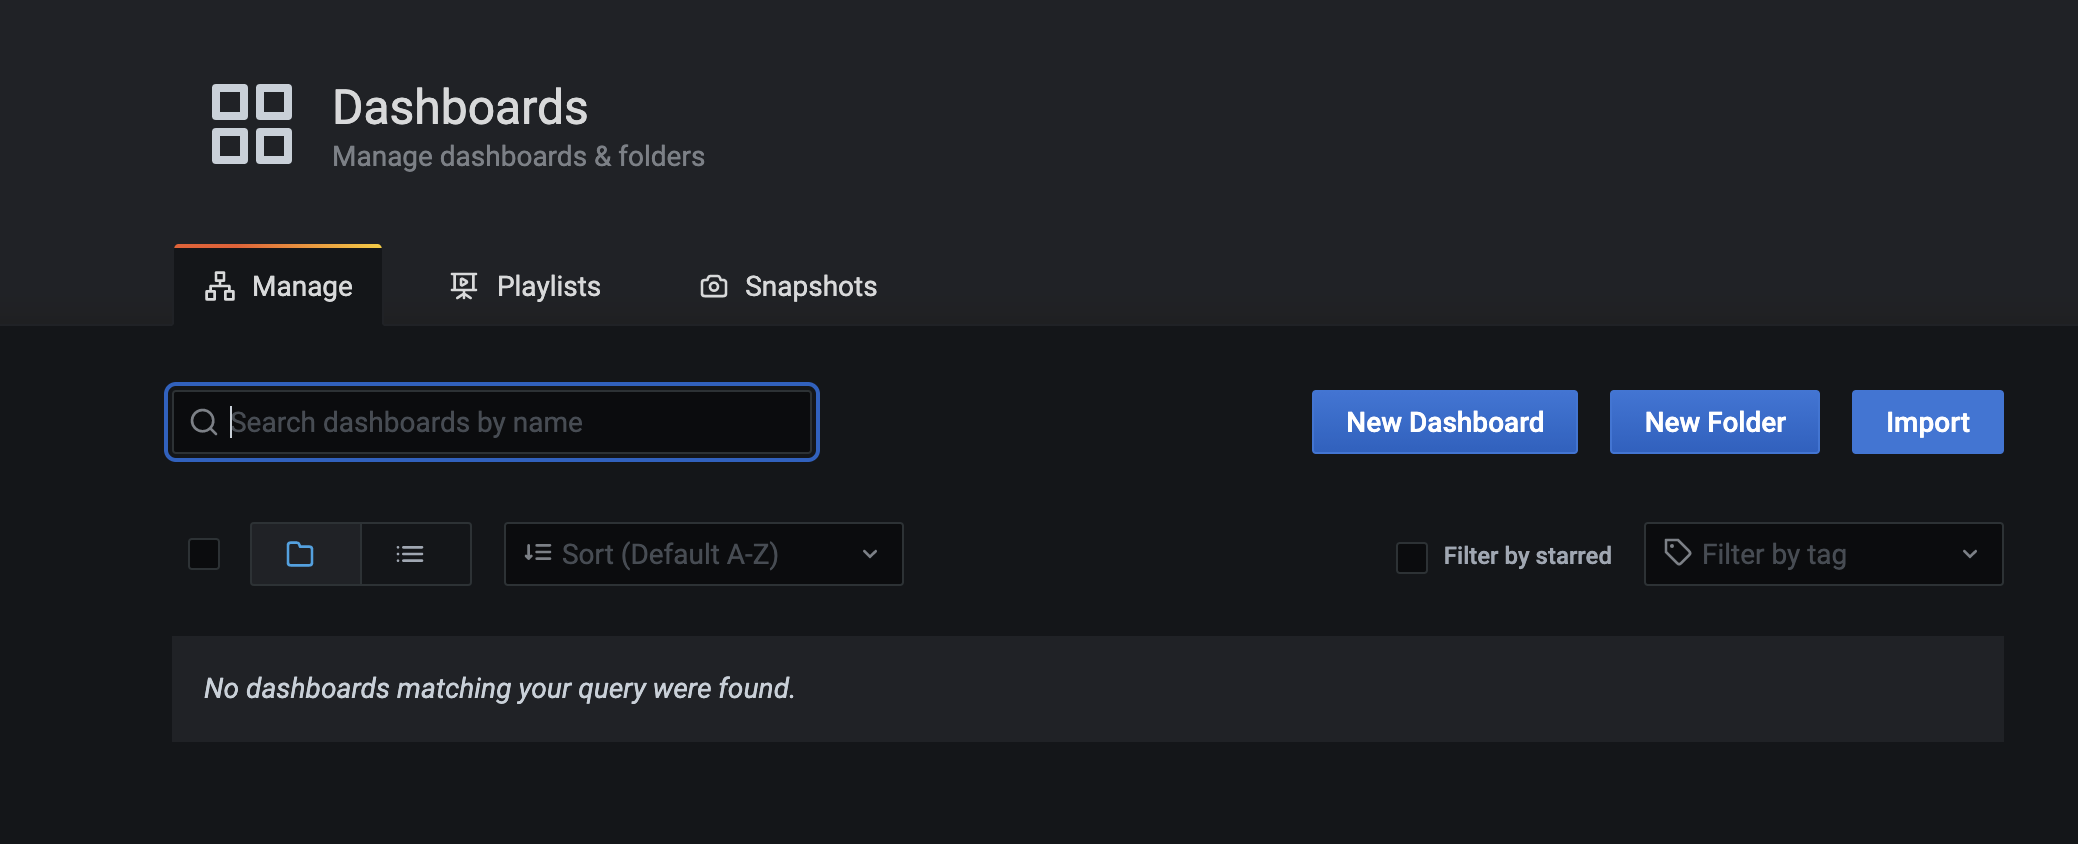 Dashboards
Manage dashboards & folders
Manage
Playlists
Snapshots
Search dashboards by name
New Dashboard
New Folder
Import
Sort (Default A-Z)
Filter by starred
Filter by tag
No dashboards matching your query were found.